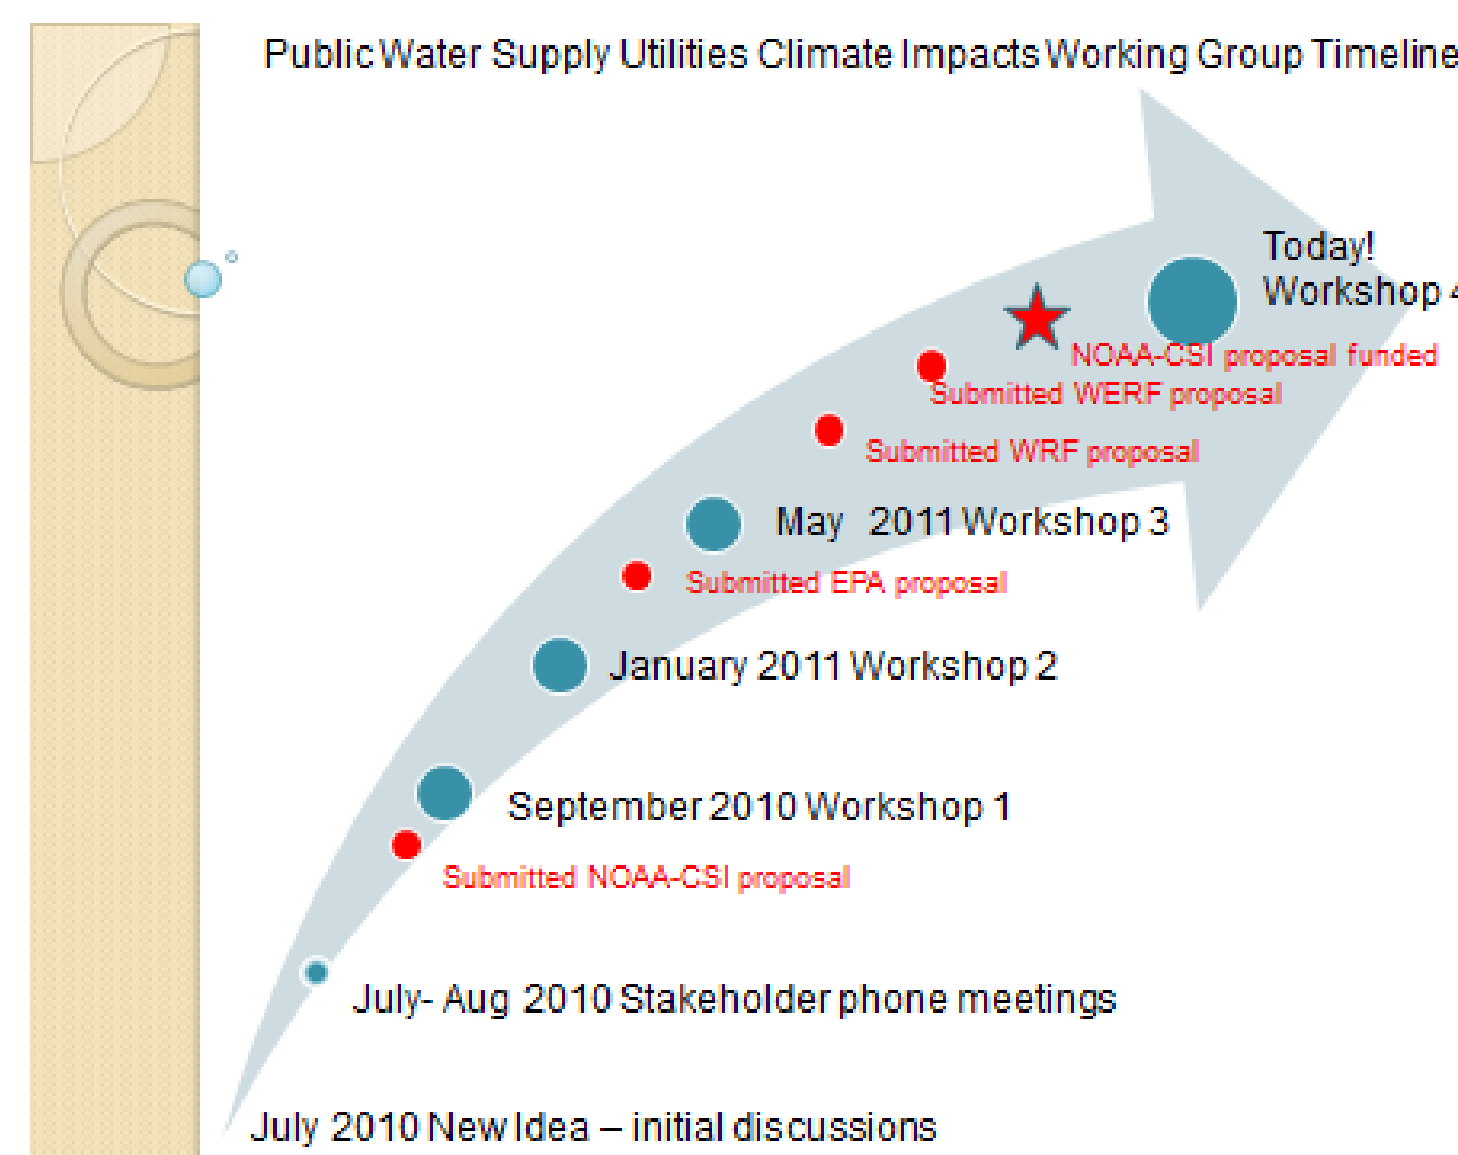 Public Water Supply Utilities Climate Impacts Working Group Timeline
Today!
Workshop 4
NOAA-CSI proposal funded
Submitted WERF proposal
Submitted WRF proposal
May 2011 Workshop 3
Submitted EPA proposal
January 2011 Workshop 2
September 2010 Workshop 1
Submitted NOAA-CSI proposal
July- Aug 2010 Stakeholder phone meetings
July 2010 New Idea – initial discussions